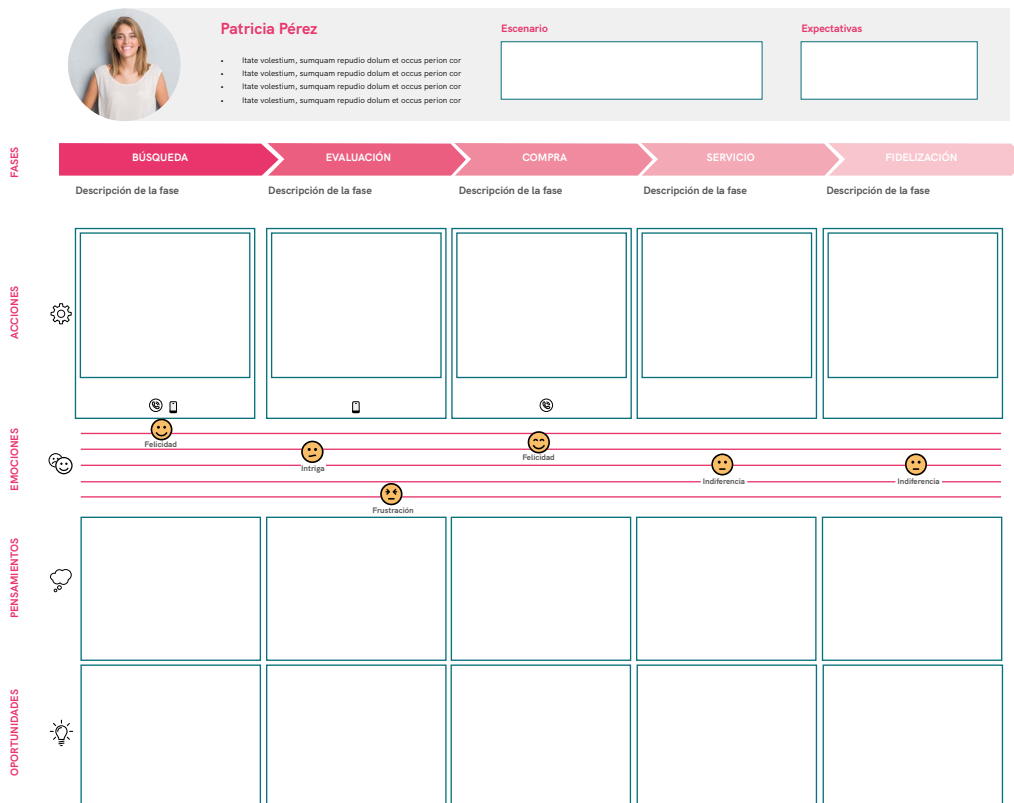 Patricia Pérez
• Itate volestium, sumquam repudio dolum et occus perion cor
• Itate volestium, sumquam repudio dolum et occus perion cor
• Itate volestium, sumquam repudio dolum et occus perion cor
• Itate volestium, sumquam repudio dolum et occus perion cor
Escenario
Expectativas
FASES
BÚSQUEDA
EVALUACIÓN
COMPRA
SERVICIO
FIDELIZACIÓN
Descripción de la fase
Descripción de la fase
Descripción de la fase
Descripción de la fase
Descripción de la fase
ACCIONES
EMOCIONES
Felicidad
Intriga
Frustración
Felicidad
Indiferencia
Indiferencia
PENSAMIENTOS
OPORTUNIDADES